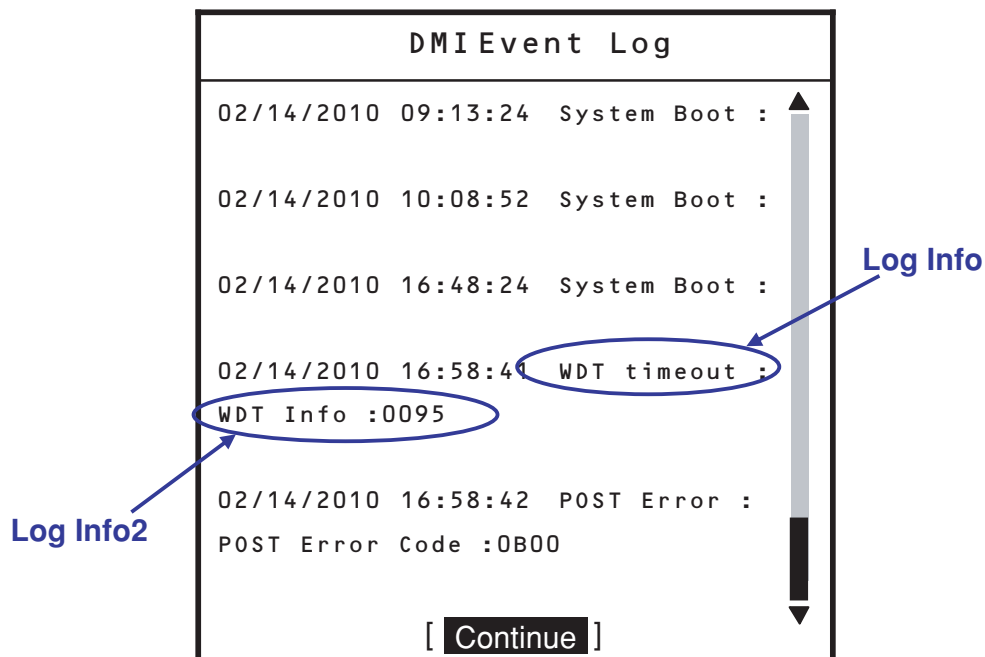 DMI Event Log
02/14/2010 09:13:24 System Boot :
02/14/2010 10:08:52 System Boot :
02/14/2010 16:48:24 System Boot :
Log Info
02/14/2010 16:58:41 WDT timeout :
WDT Info :0095
02/14/2010 16:58:42 POST Error :
Log Info2
POST Error Code :0B00
[ Continue ]